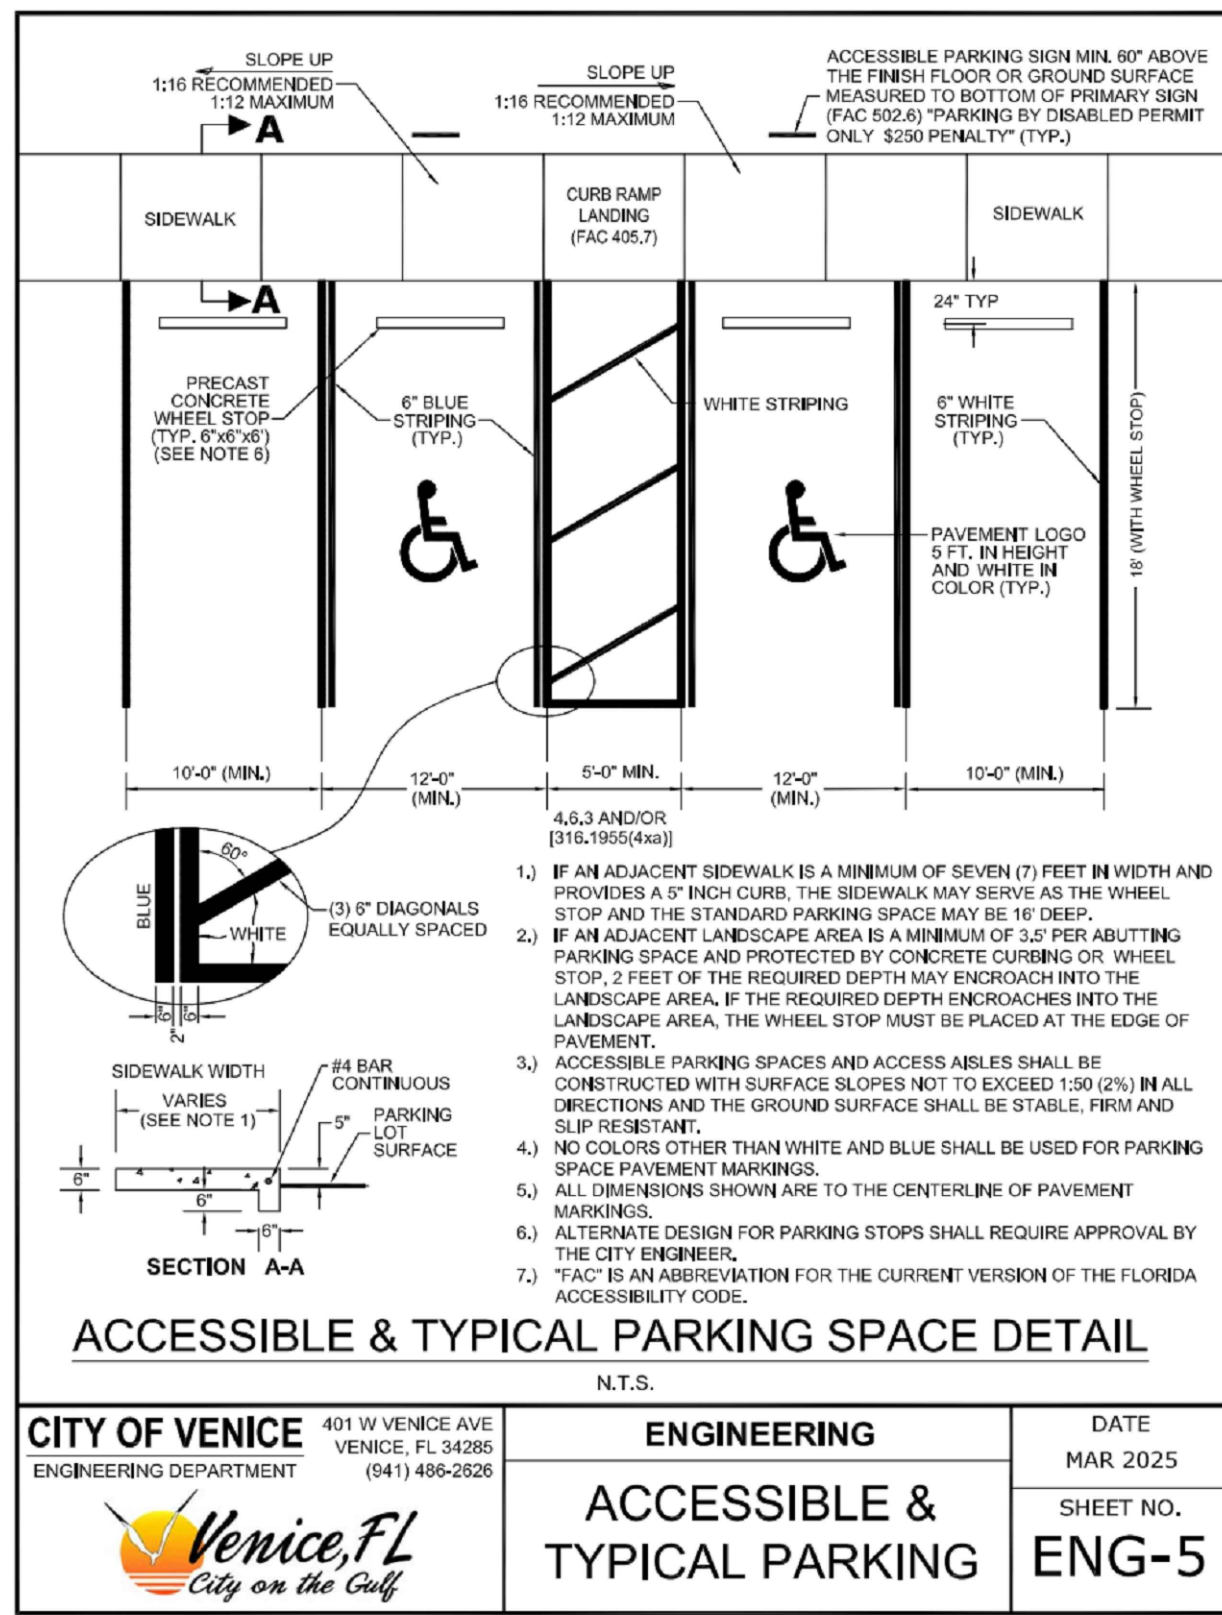 SLOPE UP
1:16 RECOMMENDED
1:12 MAXIMUM
A
SLOPE UP
1:16 RECOMMENDED
1:12 MAXIMUM
ACCESSIBLE PARKING SIGN MIN. 60" ABOVE
THE FINISH FLOOR OR GROUND SURFACE
MEASURED TO BOTTOM OF PRIMARY SIGN
(FAC 502.6) "PARKING BY DISABLED PERMIT
ONLY $250 PENALTY" (TYP.)
SIDEWALK
CURB RAMP
LANDING
(FAC 405.7)
SIDEWALK
A
24" TYP
PRECAST
CONCRETE
WHEEL STOP
(TYP. 6"x6"x6')
(SEE NOTE 6)
6" BLUE
STRIPING
(TYP.)
WHITE STRIPING
6" WHITE
STRIPING
(TYP.)
18' (WITH WHEEL STOP)
PAVEMENT LOGO
5 FT. IN HEIGHT
AND WHITE IN
COLOR (TYP.)
10'-0" (MIN.)
12'-0"
(MIN.)
5'-0" MIN.
12'-0"
(MIN.)
10'-0" (MIN.)
4.6.3 AND/OR
[316.1955(4xa)]
BLUE
60°
WHITE
(3) 6" DIAGONALS
EQUALLY SPACED
6"
2"
6"
SIDEWALK WIDTH
VARIES
(SEE NOTE 1)
#4 BAR
CONTINUOUS
5"
PARKING
LOT
SURFACE
6"
6"
6"
SECTION A-A
1.) IF AN ADJACENT SIDEWALK IS A MINIMUM OF SEVEN (7) FEET IN WIDTH AND
PROVIDES A 5" INCH CURB, THE SIDEWALK MAY SERVE AS THE WHEEL
STOP AND THE STANDARD PARKING SPACE MAY BE 16' DEEP.
2.) IF AN ADJACENT LANDSCAPE AREA IS A MINIMUM OF 3.5' PER ABUTTING
PARKING SPACE AND PROTECTED BY CONCRETE CURBING OR WHEEL
STOP, 2 FEET OF THE REQUIRED DEPTH MAY ENCROACH INTO THE
LANDSCAPE AREA. IF THE REQUIRED DEPTH ENCROACHES INTO THE
LANDSCAPE AREA, THE WHEEL STOP MUST BE PLACED AT THE EDGE OF
PAVEMENT.
3.) ACCESSIBLE PARKING SPACES AND ACCESS AISLES SHALL BE
CONSTRUCTED WITH SURFACE SLOPES NOT TO EXCEED 1:50 (2%) IN ALL
DIRECTIONS AND THE GROUND SURFACE SHALL BE STABLE, FIRM AND
SLIP RESISTANT.
4.) NO COLORS OTHER THAN WHITE AND BLUE SHALL BE USED FOR PARKING
SPACE PAVEMENT MARKINGS.
5.) ALL DIMENSIONS SHOWN ARE TO THE CENTERLINE OF PAVEMENT
MARKINGS.
6.) ALTERNATE DESIGN FOR PARKING STOPS SHALL REQUIRE APPROVAL BY
THE CITY ENGINEER.
7.) "FAC" IS AN ABBREVIATION FOR THE CURRENT VERSION OF THE FLORIDA
ACCESSIBILITY CODE.
ACCESSIBLE & TYPICAL PARKING SPACE DETAIL
N.T.S.
CITY OF VENICE
ENGINEERING DEPARTMENT
401 W VENICE AVE
VENICE, FL 34285
(941) 486-2626
Venice, FL
City on the Gulf
ENGINEERING
ACCESSIBLE &
TYPICAL PARKING
DATE
MAR 2025
SHEET NO.
ENG-5